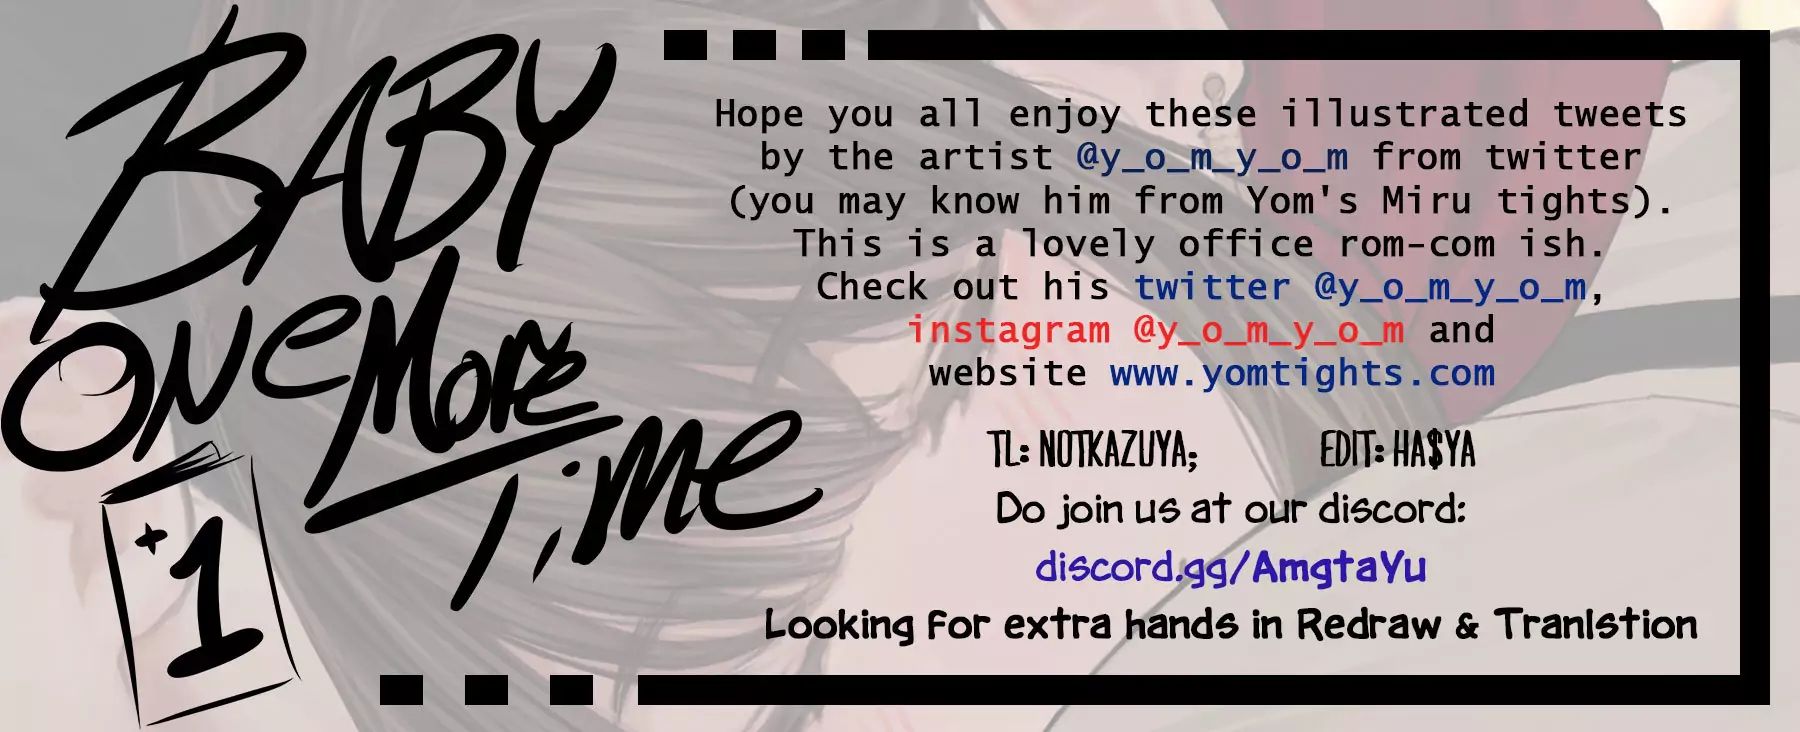 BABY
ONE More
Time
+1
Hope you all enjoy these illustrated tweets
by the artist @y_o_m_y_o_m from twitter
(you may know him from Yom's Miru tights).
This is a lovely office rom-com ish.
Check out his twitter @y_o_m_y_o_m,
instagram @y_o_m_y_o_m and
website www.yomtights.com
TL: NOTKAZUYA; EDIT: HA$YA
Do join us at our discord:
discord.gg/AmgtaYu
Looking for extra hands in Redraw & Tranlstion